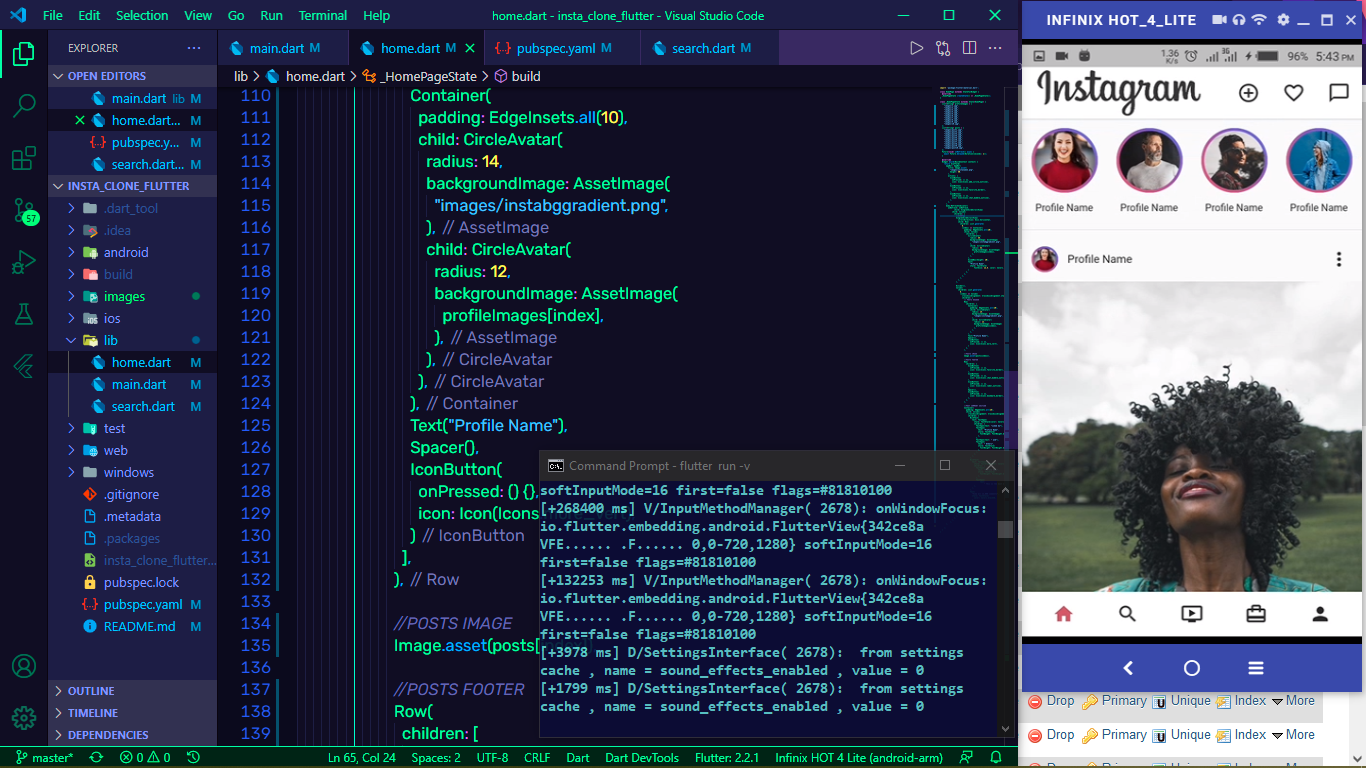 File Edit Selection View Go Run Terminal Help
home.dart - insta_clone_flutter - Visual Studio Code
EXPLORER
OPEN EDITORS
main.dart lib M
home.dart... M
pubspec.y... M
search.dart... M
INSTA_CLONE_FLUTTER
.dart_tool
.idea
android
build
images
ios
lib
home.dart M
main.dart M
search.dart M
test
web
windows
.gitignore
.metadata
.packages
insta_clone_flutter...
pubspec.lock
pubspec.yaml M
README.md M
OUTLINE
TIMELINE
DEPENDENCIES
57
main.dart M
home.dart M
pubspec.yaml M
search.dart M
lib > home.dart > _HomePageState > build
110 Container(
111 padding: EdgeInsets.all(10),
112 child: CircleAvatar(
113 radius: 14,
114 backgroundImage: AssetImage(
115 "images/instabggradient.png",
116 ), // AssetImage
117 child: CircleAvatar(
118 radius: 12,
119 backgroundImage: AssetImage(
120 profileImages[index],
121 ), // AssetImage
122 ), // CircleAvatar
123 ), // CircleAvatar
124 ), // Container
125 Text("Profile Name"),
126 Spacer(),
127 IconButton(
128 onPressed: () {},
129 icon: Icon(Icons
130 ) // IconButton
131 ],
132 ), // Row
133
134 //POSTS IMAGE
135 Image.asset(posts[
136
137 //POSTS FOOTER
138 Row(
139 children: [
Command Prompt - flutter run -v
softInputMode=16 first=false flags=#81810100
[+268400 ms] V/InputMethodManager( 2678): onWindowFocus:
io.flutter.embedding.android.FlutterView{342ce8a
VFE...... .F...... 0,0-720,1280} softInputMode=16
first=false flags=#81810100
[+132253 ms] V/InputMethodManager( 2678): onWindowFocus:
io.flutter.embedding.android.FlutterView{342ce8a
VFE...... .F...... 0,0-720,1280} softInputMode=16
first=false flags=#81810100
[+3978 ms] D/SettingsInterface( 2678):  from settings
cache , name = sound_effects_enabled , value = 0
[+1799 ms] D/SettingsInterface( 2678):  from settings
cache , name = sound_effects_enabled , value = 0
master* 0 0 Ln 65, Col 24 Spaces: 2 UTF-8 CRLF Dart Dart DevTools Flutter: 2.2.1 Infinix HOT 4 Lite (android-arm)
INFINIX HOT_4_LITE
1.36 K/s 3G 96% 5:43 PM
Instagram
Profile Name Profile Name Profile Name Profile Name
Profile Name
Drop Primary Unique Index More
Drop Primary Unique Index More